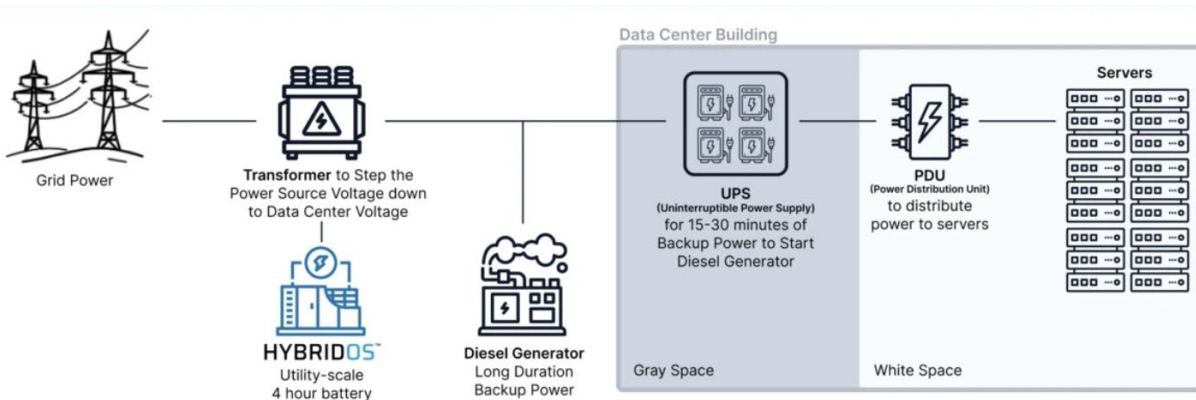 Data Center Building
Servers
Grid Power
Transformer to Step the
Power Source Voltage down
to Data Center Voltage
HYBRIDOS™
Utility-scale
4 hour battery
Diesel Generator
Long Duration
Backup Power
UPS
(Uninterruptible Power Supply)
for 15-30 minutes of
Backup Power to Start
Diesel Generator
PDU
(Power Distribution Unit)
to distribute
power to servers
Gray Space
White Space